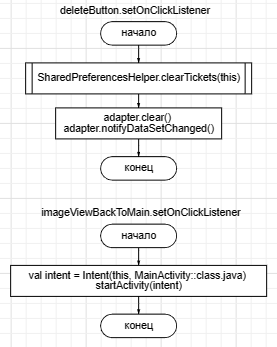 deleteButton.setOnClickListener
начало
SharedPreferencesHelper.clearTickets(this)
adapter.clear()
adapter.notifyDataSetChanged()
конец
imageViewBackToMain.setOnClickListener
начало
val intent = Intent(this, MainActivity::class.java)
startActivity(intent)
конец